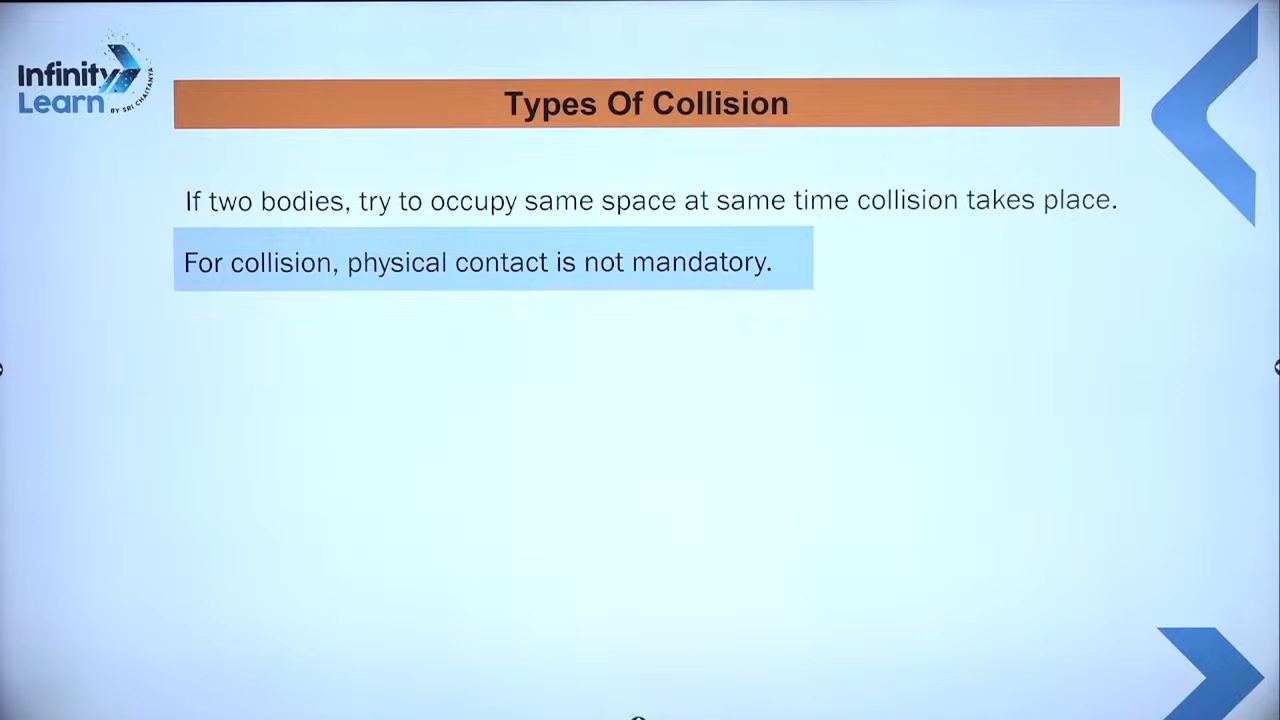 Infinity
Learn
BY SRI CHAITANYA
Types Of Collision
If two bodies, try to occupy same space at same time collision takes place.
For collision, physical contact is not mandatory.